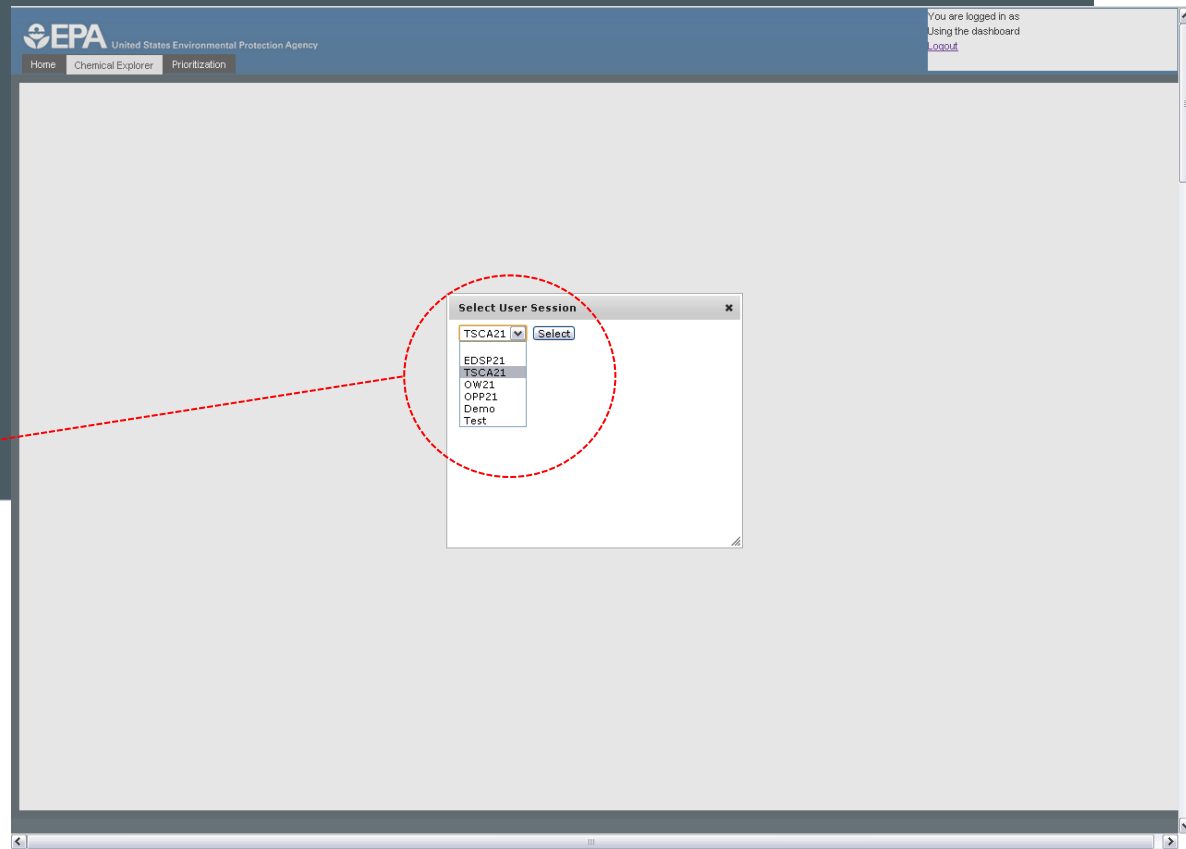 You are logged in as
Using the dashboard
Logout
EPA United States Environmental Protection Agency
Home Chemical Explorer Prioritization
Select User Session
TSCA21 Select
EDSP21
TSCA21
OW21
OPP21
Demo
Test